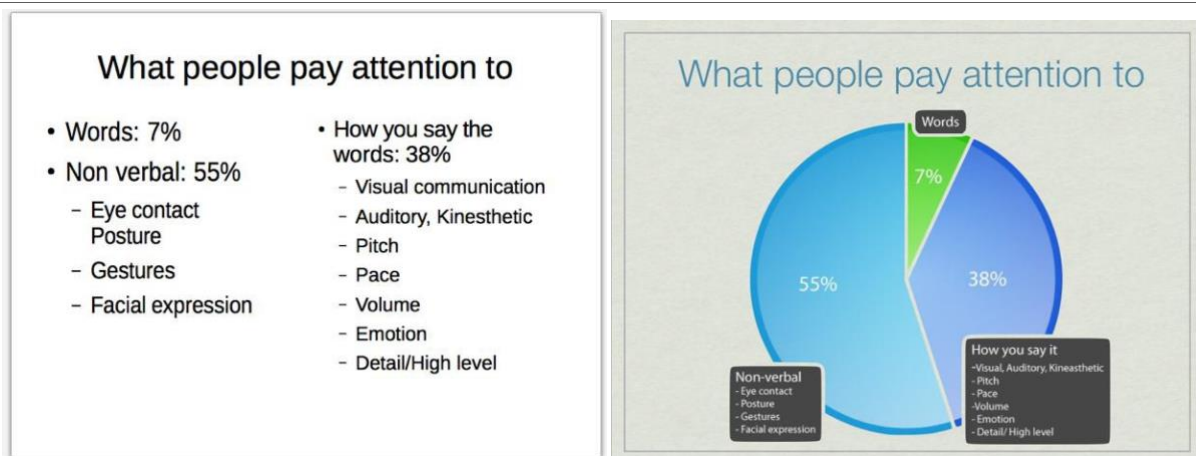 What people pay attention to
• Words: 7%
• Non verbal: 55%
– Eye contact
Posture
– Gestures
– Facial expression
• How you say the
words: 38%
– Visual communication
– Auditory, Kinesthetic
– Pitch
– Pace
– Volume
– Emotion
– Detail/High level
What people pay attention to
Words
7%
55%
38%
Non-verbal
- Eye contact
- Posture
- Gestures
- Facial expression
How you say it
-Visual, Auditory, Kineasthetic
- Pitch
- Pace
-Volume
- Emotion
- Detail/ High level